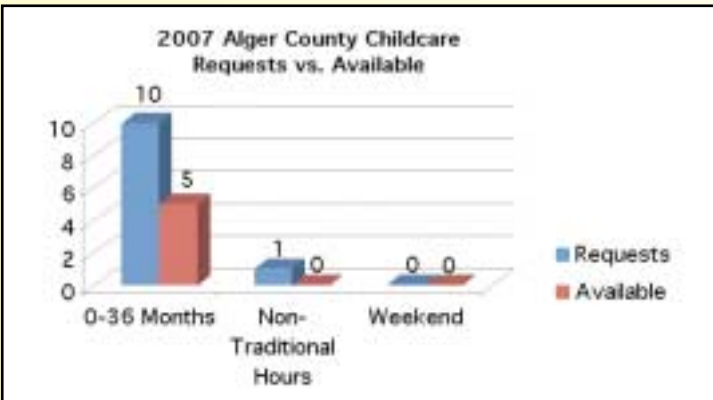 2007 Alger County Childcare
Requests vs. Available
10
5
1
0
0
0
10
8
6
4
2
0
0-36 Months
Non-
Traditional
Hours
Weekend
Requests
Available